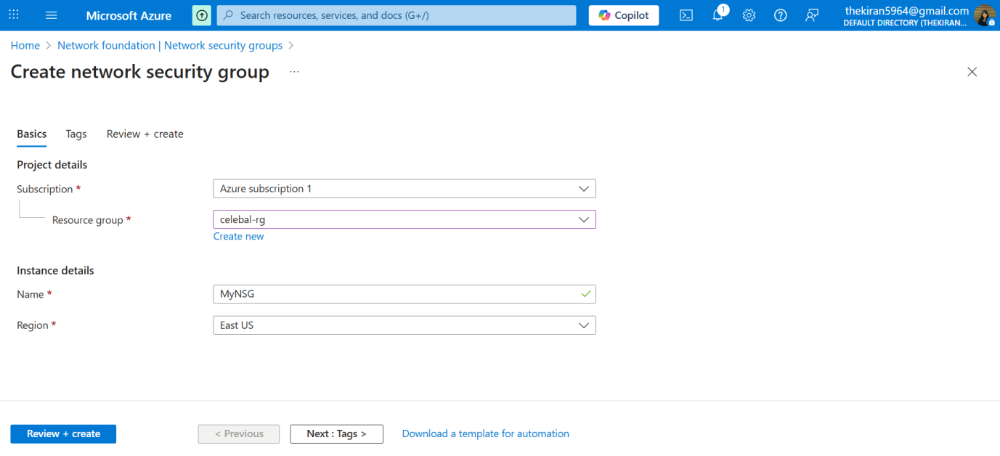 Microsoft Azure
Search resources, services, and docs (G+/)
Copilot
1
thekiran5964@gmail.com
DEFAULT DIRECTORY (THEKIRAN...
Home > Network foundation | Network security groups >
Create network security group ...
Basics Tags Review + create
Project details
Subscription * Azure subscription 1
Resource group * celebal-rg
Create new
Instance details
Name * MyNSG
Region * East US
Review + create < Previous Next : Tags > Download a template for automation